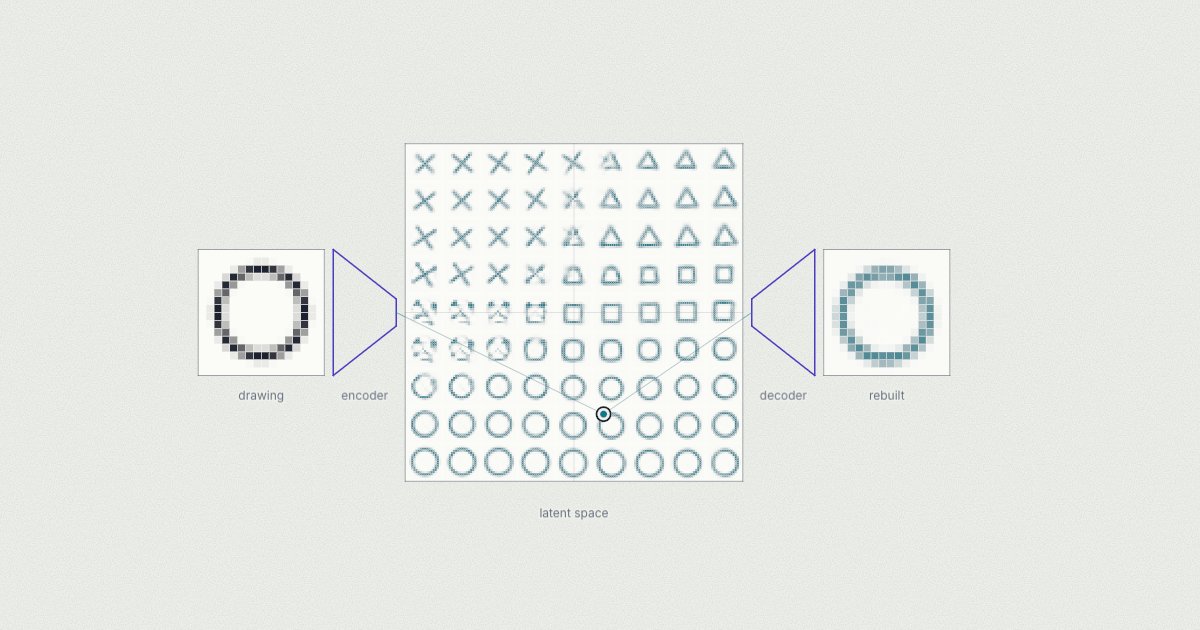 drawing
encoder
decoder
rebuilt
latent space